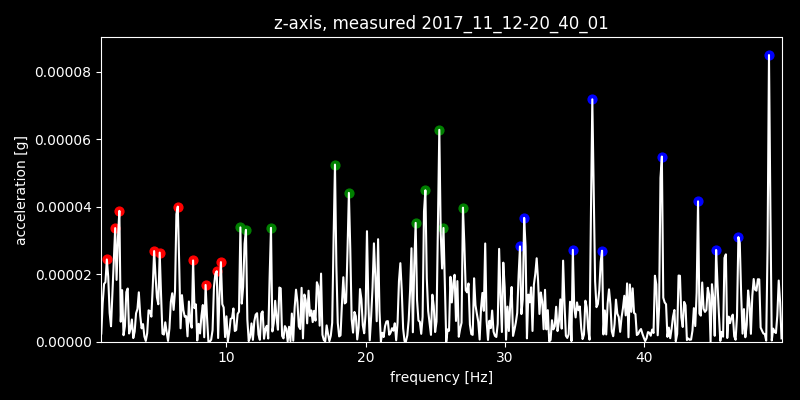 z-axis, measured 2017_11_12-20_40_01
acceleration [g]
0.00008
0.00006
0.00004
0.00002
0.00000
10 20 30 40
frequency [Hz]